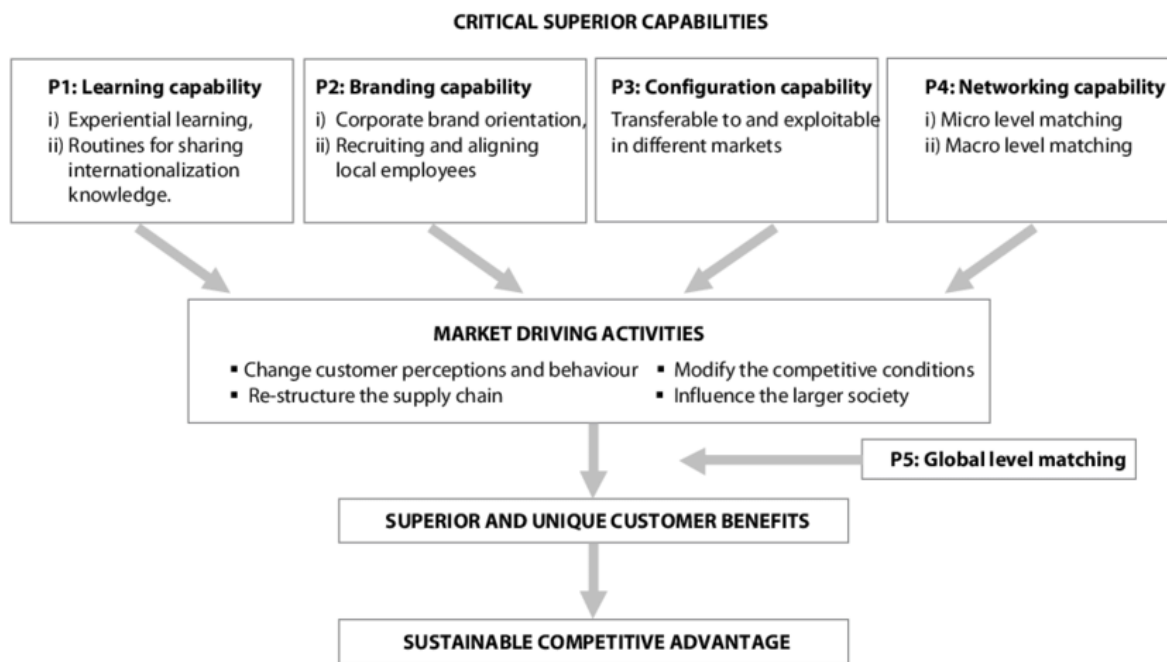 CRITICAL SUPERIOR CAPABILITIES
P1: Learning capability
i) Experiential learning,
ii) Routines for sharing
internationalization
knowledge.
P2: Branding capability
i) Corporate brand orientation,
ii) Recruiting and aligning
local employees
P3: Configuration capability
Transferable to and exploitable
in different markets
P4: Networking capability
i) Micro level matching
ii) Macro level matching
MARKET DRIVING ACTIVITIES
▪ Change customer perceptions and behaviour
▪ Re-structure the supply chain
▪ Modify the competitive conditions
▪ Influence the larger society
P5: Global level matching
SUPERIOR AND UNIQUE CUSTOMER BENEFITS
SUSTAINABLE COMPETITIVE ADVANTAGE